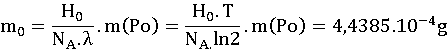 m₀ = H₀/(N_A.λ) . m(Po) = H₀.T/(N_A.ln2) . m(Po) = 4,4385.10⁻⁴g